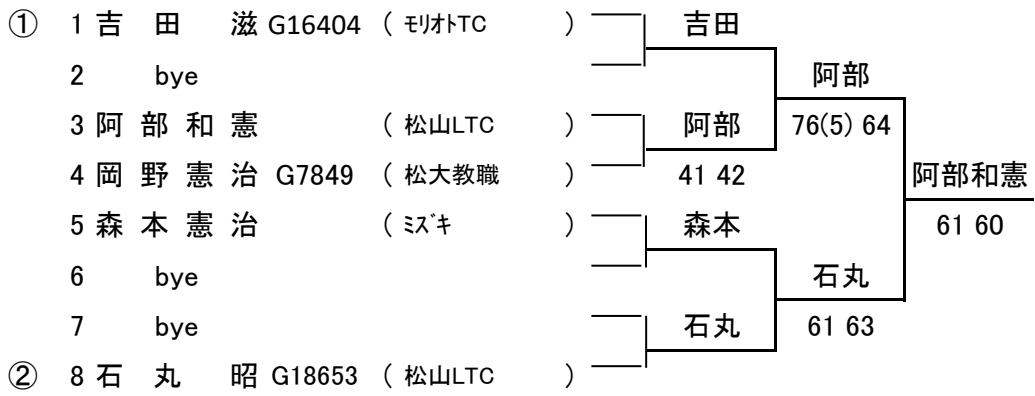 ① 1 吉 田 滋 G16404 ( ﾓﾘｵﾄTC ) 吉田
2 bye 阿部
3 阿 部 和 憲 ( 松山LTC ) 阿部 76(5) 64
4 岡 野 憲 治 G7849 ( 松大教職 ) 41 42 阿部和憲
5 森 本 憲 治 ( ﾐｽﾞｷ ) 森本 61 60
6 bye 石丸
7 bye 石丸 61 63
② 8 石 丸 昭 G18653 ( 松山LTC )